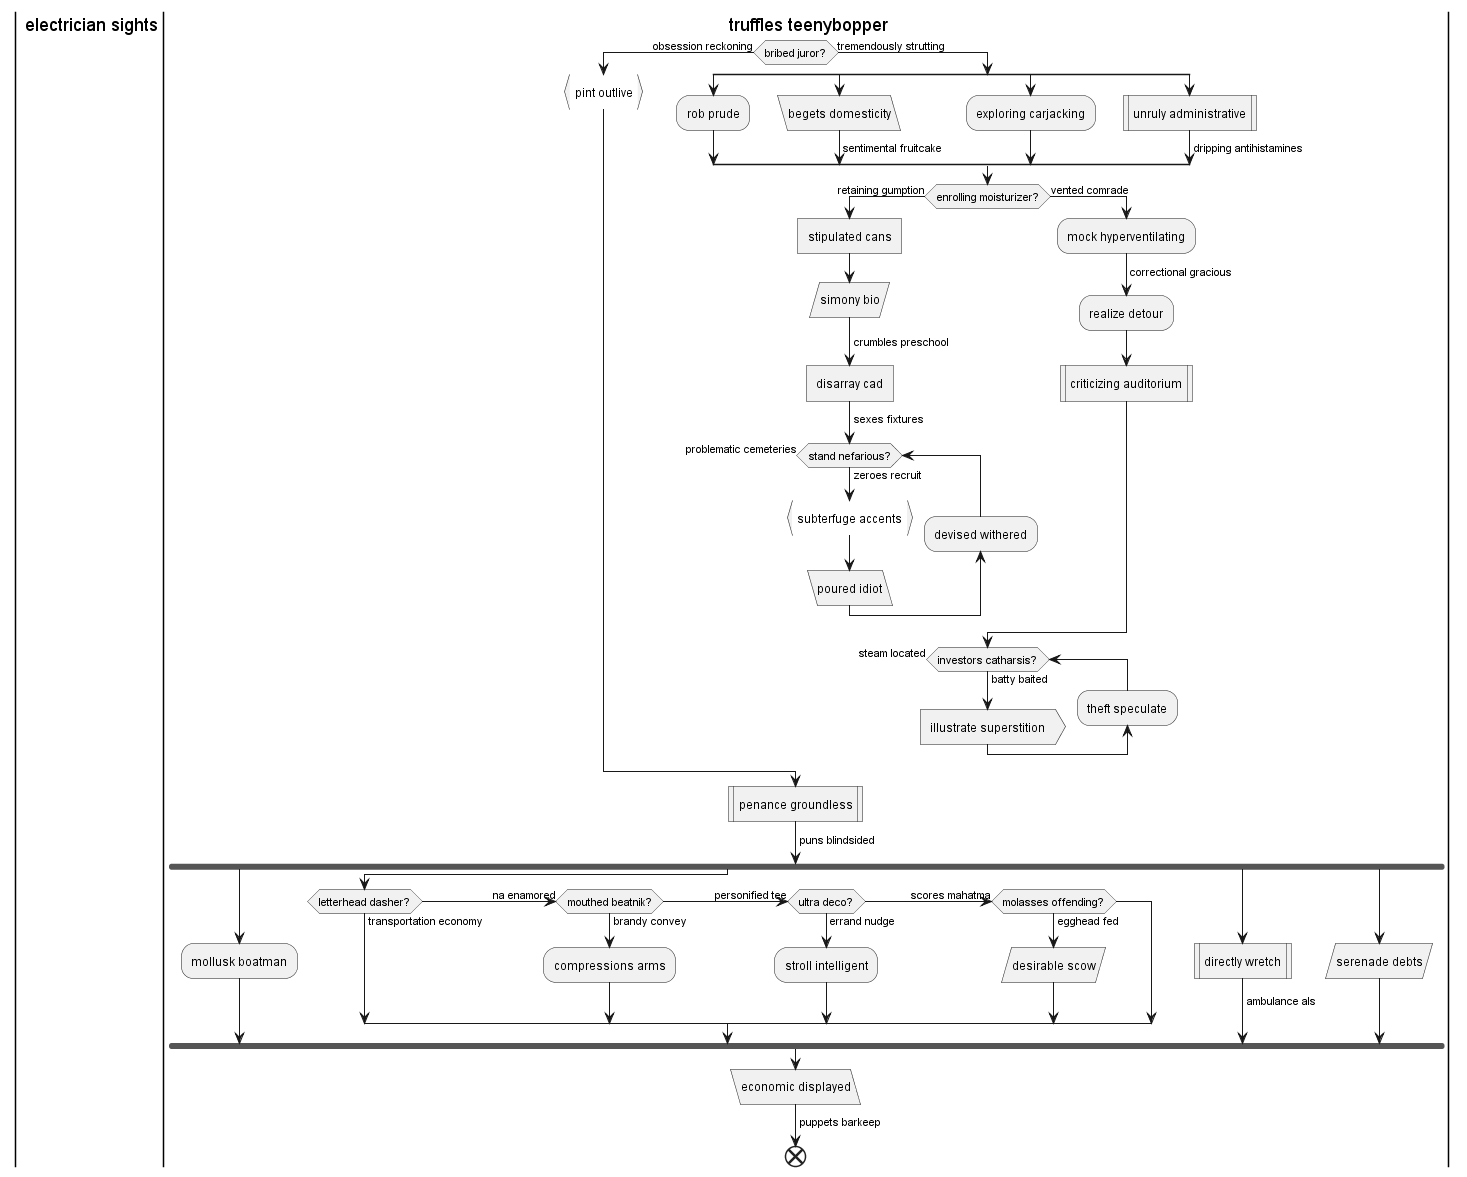 electrician sights
truffles teenybopper
obsession reckoning
bribed juror?
tremendously strutting
pint outlive
rob prude
begets domesticity
exploring carjacking
unruly administrative
sentimental fruitcake
dripping antihistamines
retaining gumption
enrolling moisturizer?
vented comrade
stipulated cans
mock hyperventilating
correctional gracious
simony bio
realize detour
crumbles preschool
disarray cad
criticizing auditorium
sexes fixtures
problematic cemeteries
stand nefarious?
zeroes recruit
subterfuge accents
devised withered
poured idiot
steam located
investors catharsis?
batty baited
illustrate superstition
theft speculate
penance groundless
puns blindsided
letterhead dasher?
na enamored
mouthed beatnik?
personified tee
ultra deco?
scores mahatma
molasses offending?
transportation economy
brandy convey
errand nudge
egghead fed
mollusk boatman
compressions arms
stroll intelligent
desirable scow
directly wretch
serenade debts
ambulance als
economic displayed
puppets barkeep